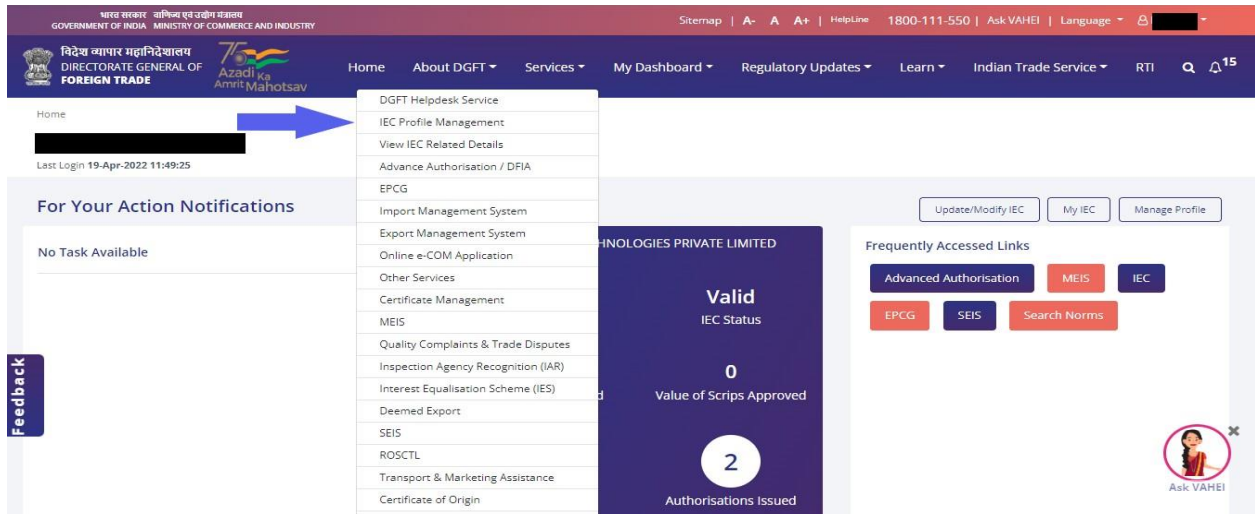 भारत सरकार वाणिज्य एवं उद्योग मंत्रालय
GOVERNMENT OF INDIA MINISTRY OF COMMERCE AND INDUSTRY
Sitemap | A- A A+ | HelpLine 1800-111-550 | Ask VAHEI | Language
विदेश व्यापार महानिदेशालय
DIRECTORATE GENERAL OF
FOREIGN TRADE
75
Azadi Ka
Amrit Mahotsav
Home About DGFT Services My Dashboard Regulatory Updates Learn Indian Trade Service RTI 15
Home
Last Login 19-Apr-2022 11:49:25
DGFT Helpdesk Service
IEC Profile Management
View IEC Related Details
Advance Authorisation / DFIA
EPCG
Import Management System
Export Management System
Online e-COM Application
Other Services
Certificate Management
MEIS
Quality Complaints & Trade Disputes
Inspection Agency Recognition (IAR)
Interest Equalisation Scheme (IES)
Deemed Export
SEIS
ROSCTL
Transport & Marketing Assistance
Certificate of Origin
For Your Action Notifications
Update/Modify IEC My IEC Manage Profile
No Task Available
HNOLOGIES PRIVATE LIMITED
Valid
IEC Status
0
d Value of Scrips Approved
2
Authorisations Issued
Frequently Accessed Links
Advanced Authorisation MEIS IEC
EPCG SEIS Search Norms
Feedback
Ask VAHEI